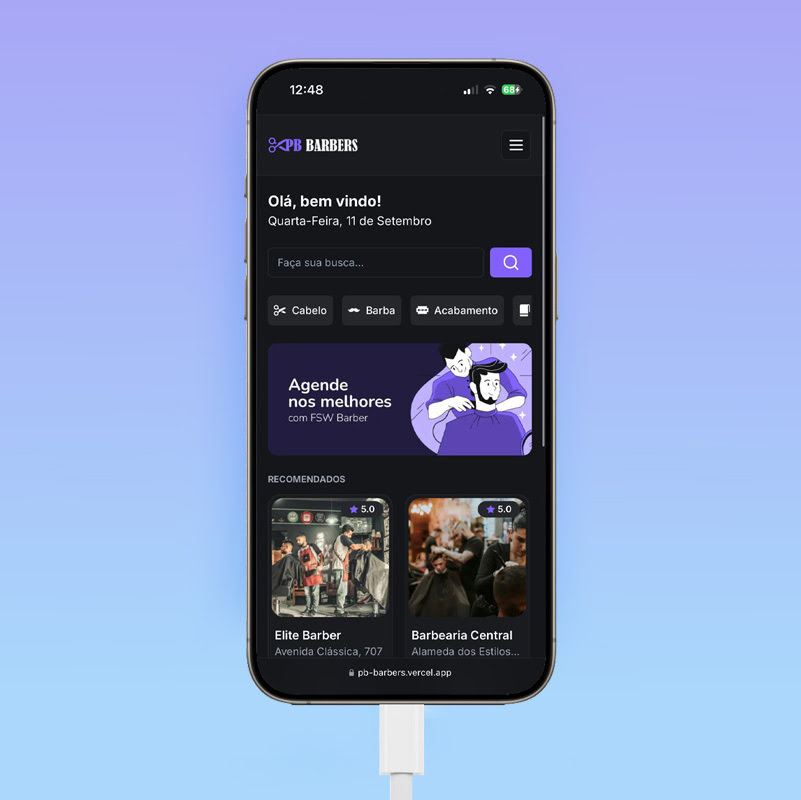 12:48
68
PB BARBERS
Olá, bem vindo!
Quarta-Feira, 11 de Setembro
Faça sua busca...
Cabelo
Barba
Acabamento
Agende
nos melhores
com FSW Barber
RECOMENDADOS
5.0
5.0
Elite Barber
Barbearia Central
Avenida Clássica, 707
Alameda dos Estilos...
pb-barbers.vercel.app